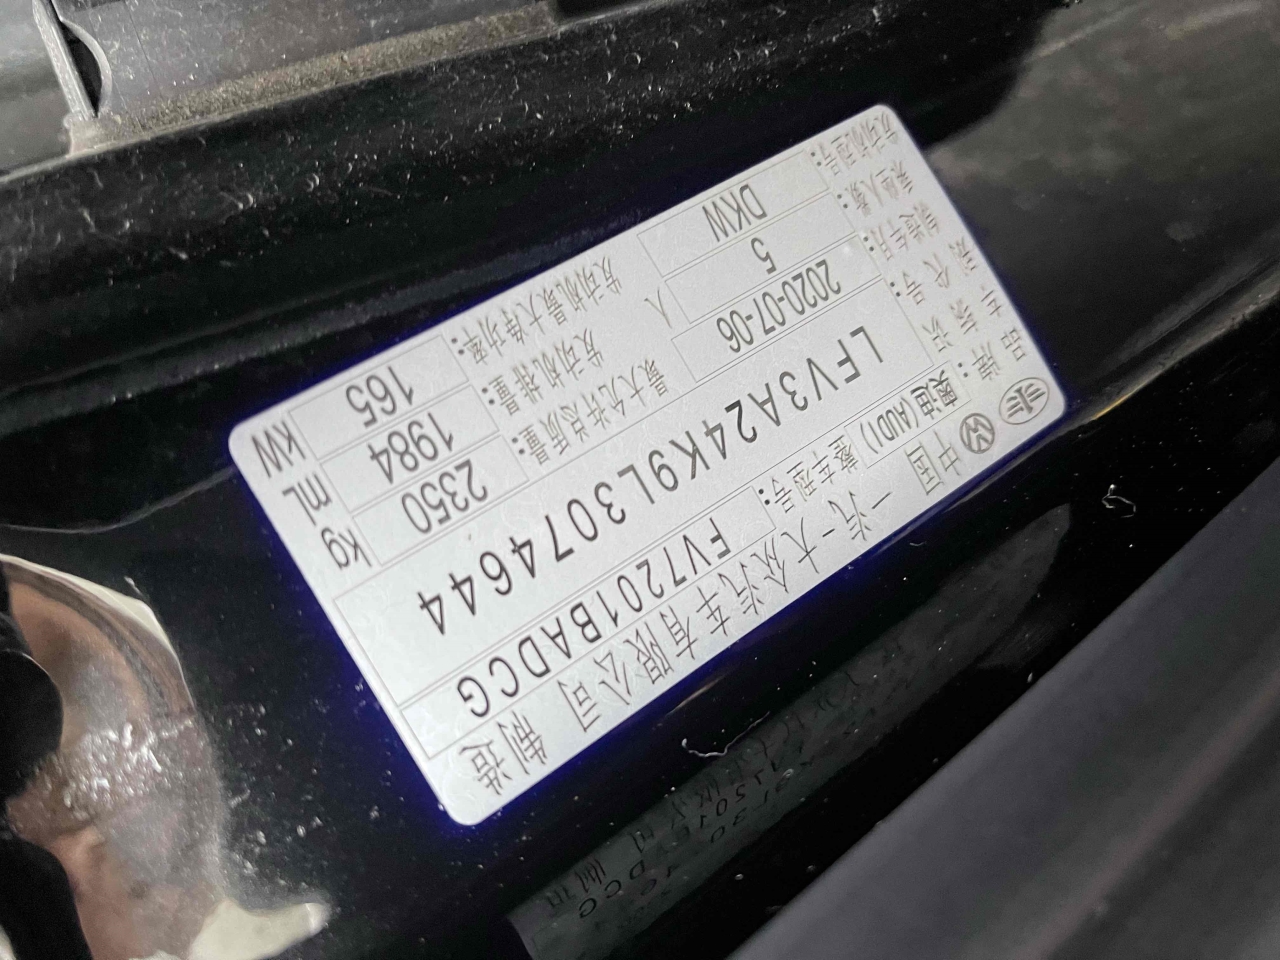 中国 一汽一大众汽车有限公司 制造
品牌: 奥迪(AUDI) 整车型号: FV7201BADCG
车辆识别代号: LFV3A24K9L3074644
制造年月: 2020-07-06 最大允许总质量: 2350 kg
乘坐人数: 5 人 发动机排量: 1984 mL
发动机型号: DKW 发动机最大净功率: 165 kW